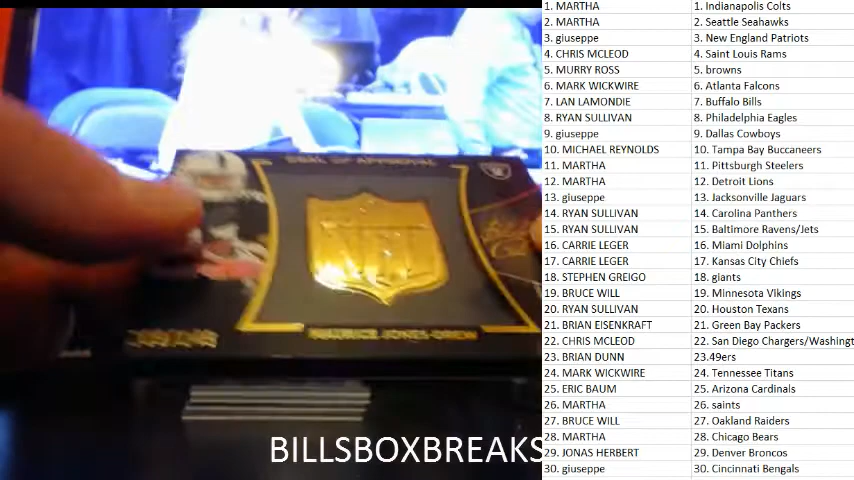 SEAL OF APPROVAL
NFL
MAURICE JONES-DREW
BILLSBOXBREAKS
1. MARTHA 1. Indianapolis Colts
2. MARTHA 2. Seattle Seahawks
3. giuseppe 3. New England Patriots
4. CHRIS MCLEOD 4. Saint Louis Rams
5. MURRY ROSS 5. browns
6. MARK WICKWIRE 6. Atlanta Falcons
7. LAN LAMONDIE 7. Buffalo Bills
8. RYAN SULLIVAN 8. Philadelphia Eagles
9. giuseppe 9. Dallas Cowboys
10. MICHAEL REYNOLDS 10. Tampa Bay Buccaneers
11. MARTHA 11. Pittsburgh Steelers
12. MARTHA 12. Detroit Lions
13. giuseppe 13. Jacksonville Jaguars
14. RYAN SULLIVAN 14. Carolina Panthers
15. RYAN SULLIVAN 15. Baltimore Ravens/Jets
16. CARRIE LEGER 16. Miami Dolphins
17. CARRIE LEGER 17. Kansas City Chiefs
18. STEPHEN GREIGO 18. giants
19. BRUCE WILL 19. Minnesota Vikings
20. RYAN SULLIVAN 20. Houston Texans
21. BRIAN EISENKRAFT 21. Green Bay Packers
22. CHRIS MCLEOD 22. San Diego Chargers/Washingt
23. BRIAN DUNN 23.49ers
24. MARK WICKWIRE 24. Tennessee Titans
25. ERIC BAUM 25. Arizona Cardinals
26. MARTHA 26. saints
27. BRUCE WILL 27. Oakland Raiders
28. MARTHA 28. Chicago Bears
29. JONAS HERBERT 29. Denver Broncos
30. giuseppe 30. Cincinnati Bengals